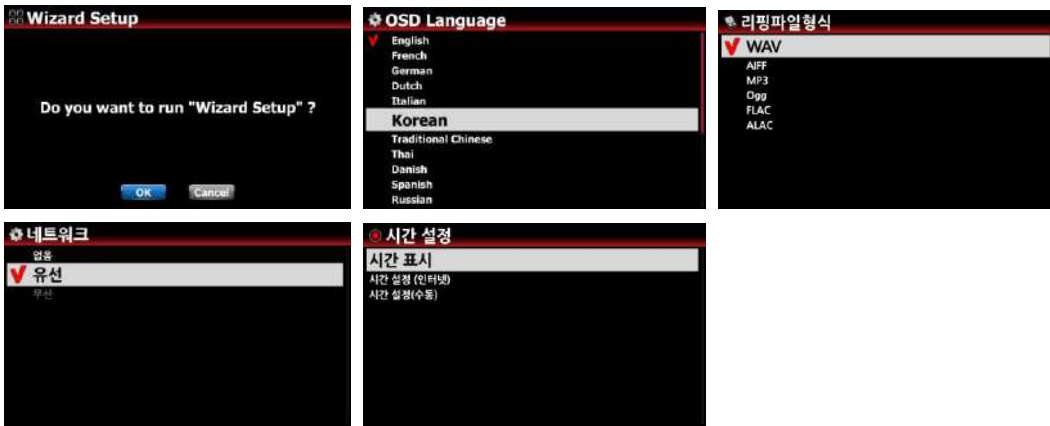 Wizard Setup
Do you want to run "Wizard Setup" ?
OK
Cancel
OSD Language
English
French
German
Dutch
Italian
Korean
Traditional Chinese
Thai
Danish
Spanish
Russian
리핑파일형식
WAV
AIFF
MP3
Ogg
FLAC
ALAC
네트워크
없음
유선
무선
시간 설정
시간 표시
시간 설정 (인터넷)
시간 설정(수동)